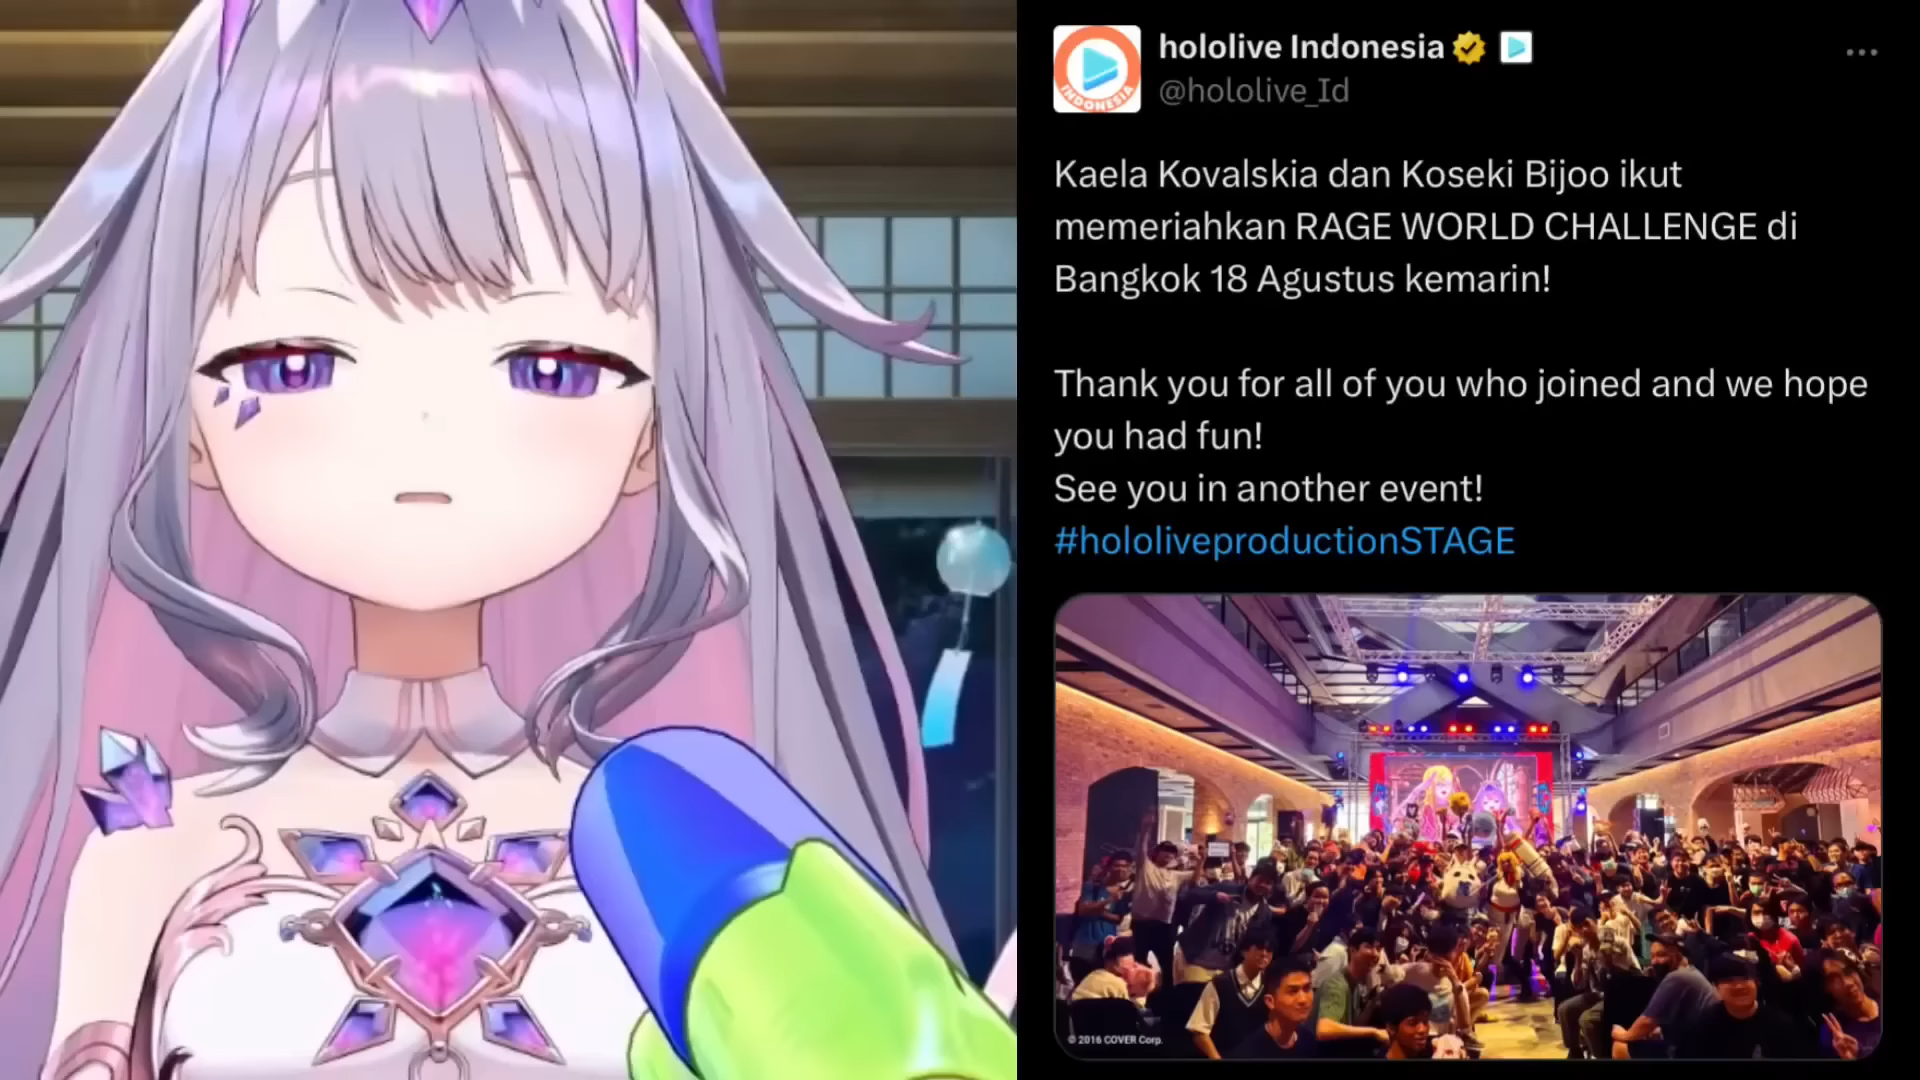 hololive Indonesia
@hololive_Id
INDONESIA
Kaela Kovalskia dan Koseki Bijoo ikut
memeriahkan RAGE WORLD CHALLENGE di
Bangkok 18 Agustus kemarin!
Thank you for all of you who joined and we hope
you had fun!
See you in another event!
#hololiveproductionSTAGE
© 2016 COVER Corp.